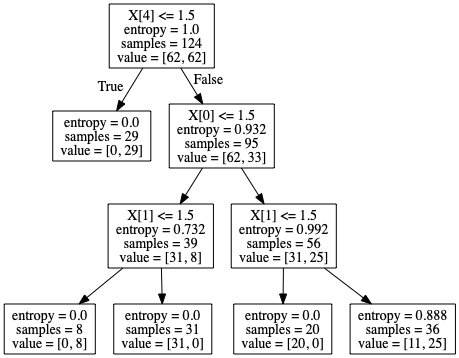 X[4] <= 1.5
entropy = 1.0
samples = 124
value = [62, 62]
True
False
entropy = 0.0
samples = 29
value = [0, 29]
X[0] <= 1.5
entropy = 0.932
samples = 95
value = [62, 33]
X[1] <= 1.5
entropy = 0.732
samples = 39
value = [31, 8]
X[1] <= 1.5
entropy = 0.992
samples = 56
value = [31, 25]
entropy = 0.0
samples = 8
value = [0, 8]
entropy = 0.0
samples = 31
value = [31, 0]
entropy = 0.0
samples = 20
value = [20, 0]
entropy = 0.888
samples = 36
value = [11, 25]